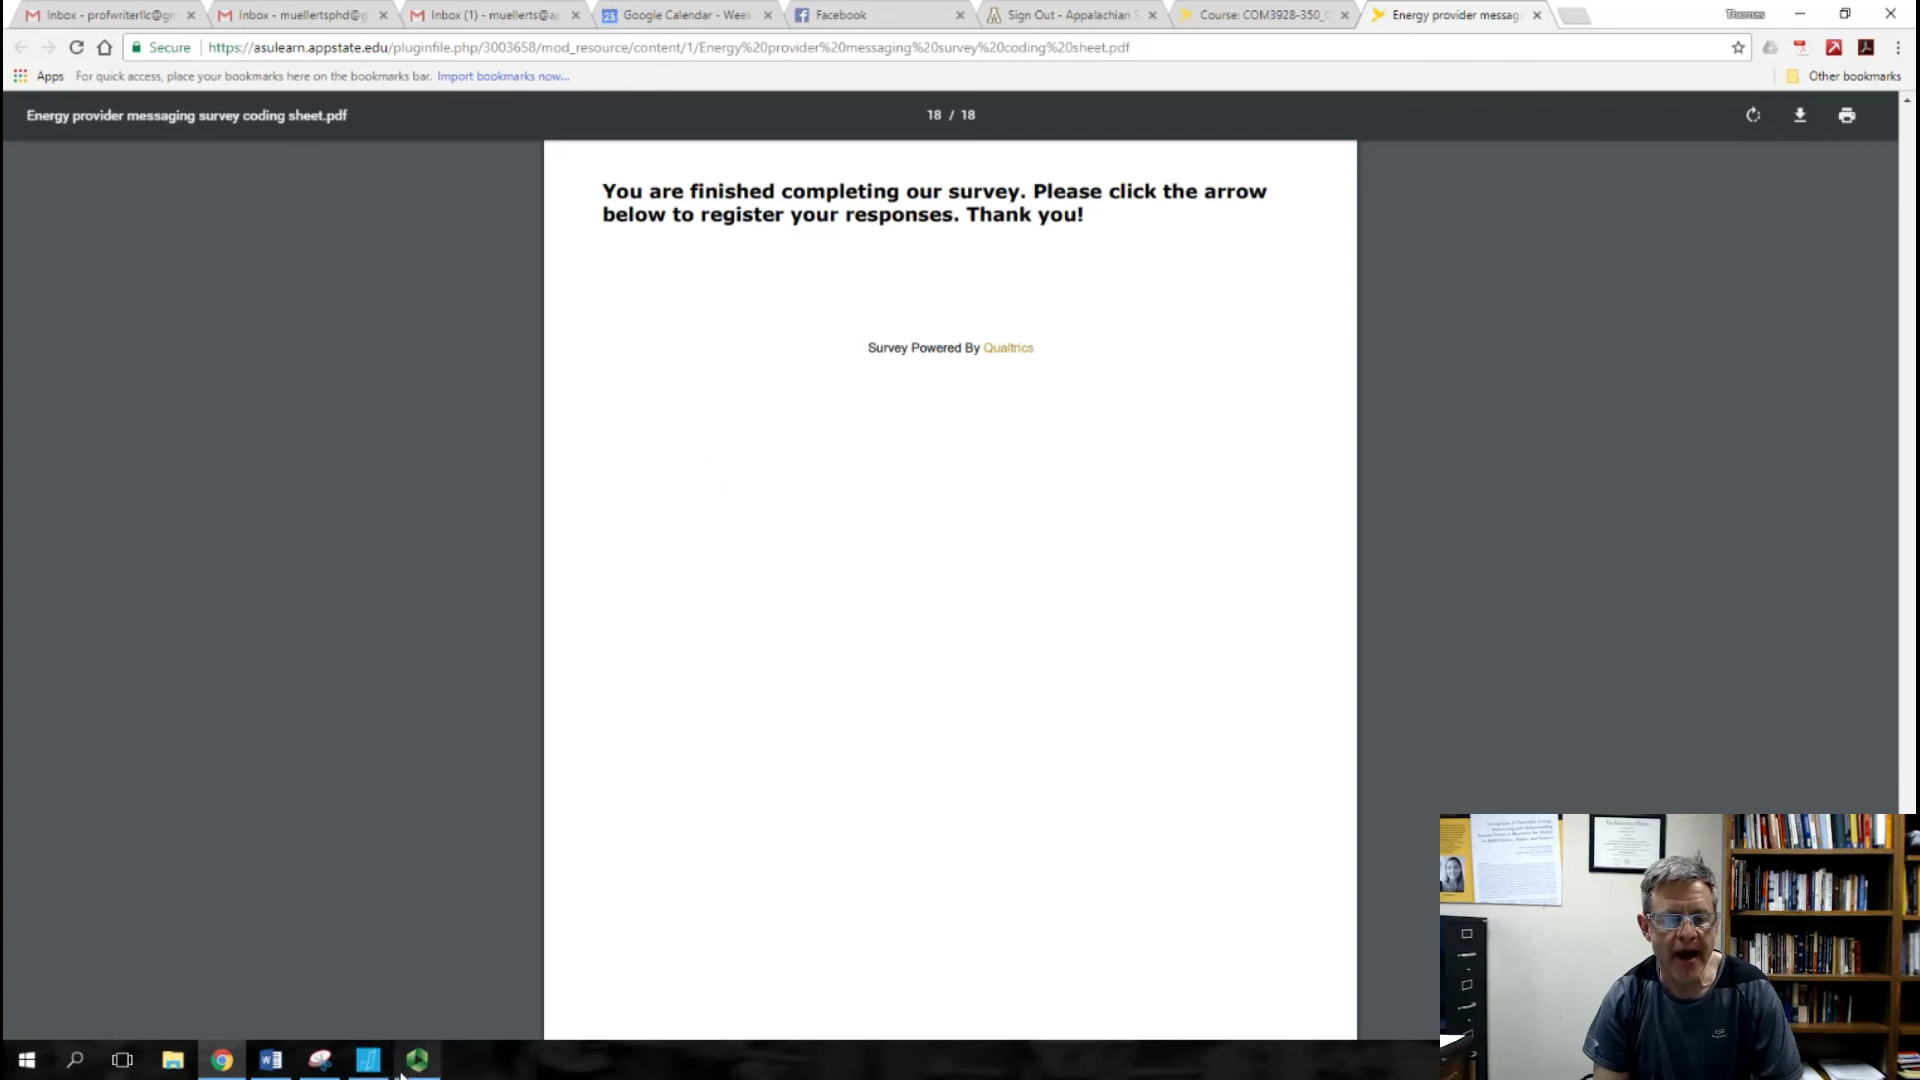 Inbox - profwriterllc@gm
Inbox - muellertsphd@g
Inbox (1) - muellerts@ap
Google Calendar - Week
Facebook
Sign Out - Appalachian S
Course: COM3928-350_C
Energy provider messag
Thomas
Secure
https://asulearn.appstate.edu/pluginfile.php/3003658/mod_resource/content/1/Energy%20provider%20messaging%20survey%20coding%20sheet.pdf
Apps
For quick access, place your bookmarks here on the bookmarks bar. Import bookmarks now...
Other bookmarks
Energy provider messaging survey coding sheet.pdf
18 / 18
You are finished completing our survey. Please click the arrow
below to register your responses. Thank you!
Survey Powered By Qualtrics